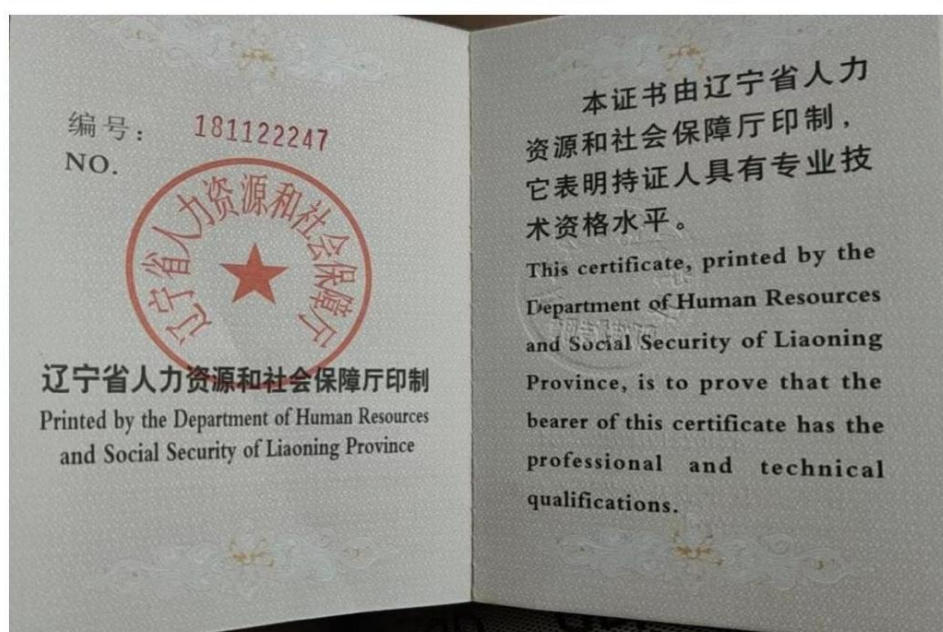 编号： 181122247
NO.
辽宁省人力资源和社会保障厅
辽宁省人力资源和社会保障厅印制
Printed by the Department of Human Resources
and Social Security of Liaoning Province
本证书由辽宁省人力
资源和社会保障厅印制，
它表明持证人具有专业技
术资格水平。
This certificate, printed by the
Department of Human Resources
and Social Security of Liaoning
Province, is to prove that the
bearer of this certificate has the
professional and technical
qualifications.